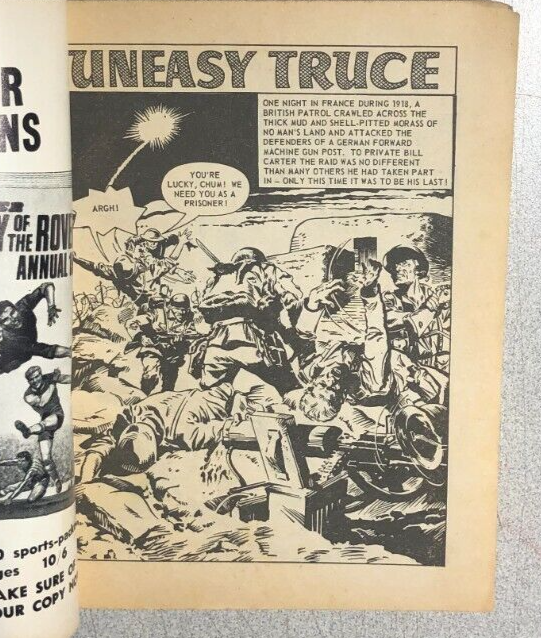 R
NS
Y OF
THE ROV
ANNUAL
sports-pa
ges 10/6
AKE SURE O
OUR COPY
UNEASY TRUCE
ONE NIGHT IN FRANCE DURING 1918, A
BRITISH PATROL CRAWLED ACROSS THE
THICK MUD AND SHELL-PITTED MORASS OF
NO MAN'S LAND AND ATTACKED THE
DEFENDERS OF A GERMAN FORWARD
MACHINE GUN POST. TO PRIVATE BILL
CARTER THE RAID WAS NO DIFFERENT
THAN MANY OTHERS HE HAD TAKEN PART
IN – ONLY THIS TIME IT WAS TO BE HIS LAST!
ARGH!
YOU'RE
LUCKY, CHUM! WE
NEED YOU AS A
PRISONER!